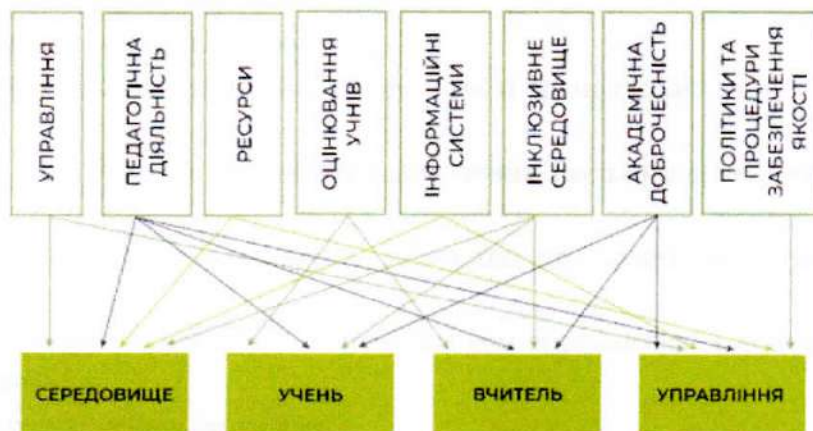 УПРАВЛІННЯ
ПЕДАГОГІЧНА
ДІЯЛЬНІСТЬ
РЕСУРСИ
ОЦІНЮВАННЯ
УЧНІВ
ІНФОРМАЦІЙНІ
СИСТЕМИ
ІНКЛЮЗИВНЕ
СЕРЕДОВИЩЕ
АКАДЕМІЧНА
ДОБРОЧЕСНІСТЬ
ПОЛІТИКИ ТА
ПРОЦЕДУРИ
ЗАБЕЗПЕЧЕННЯ
ЯКОСТІ
СЕРЕДОВИЩЕ
УЧЕНЬ
ВЧИТЕЛЬ
УПРАВЛІННЯ